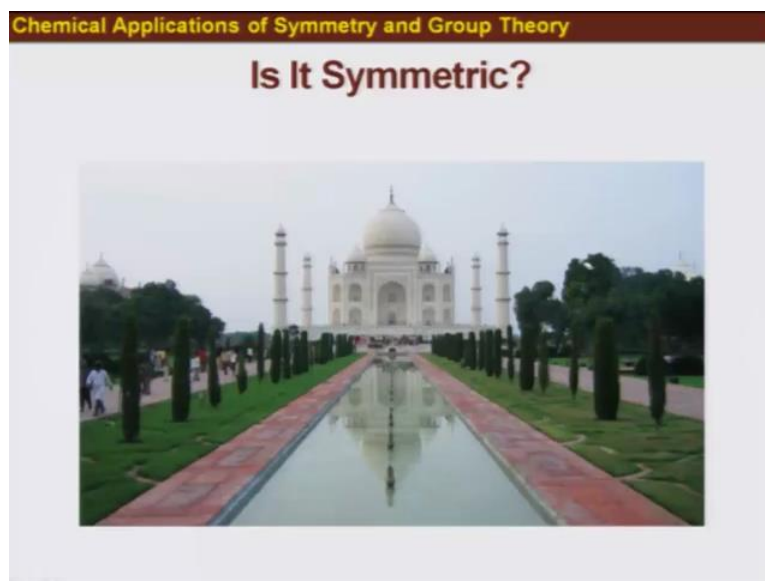 Chemical Applications of Symmetry and Group Theory
Is It Symmetric?